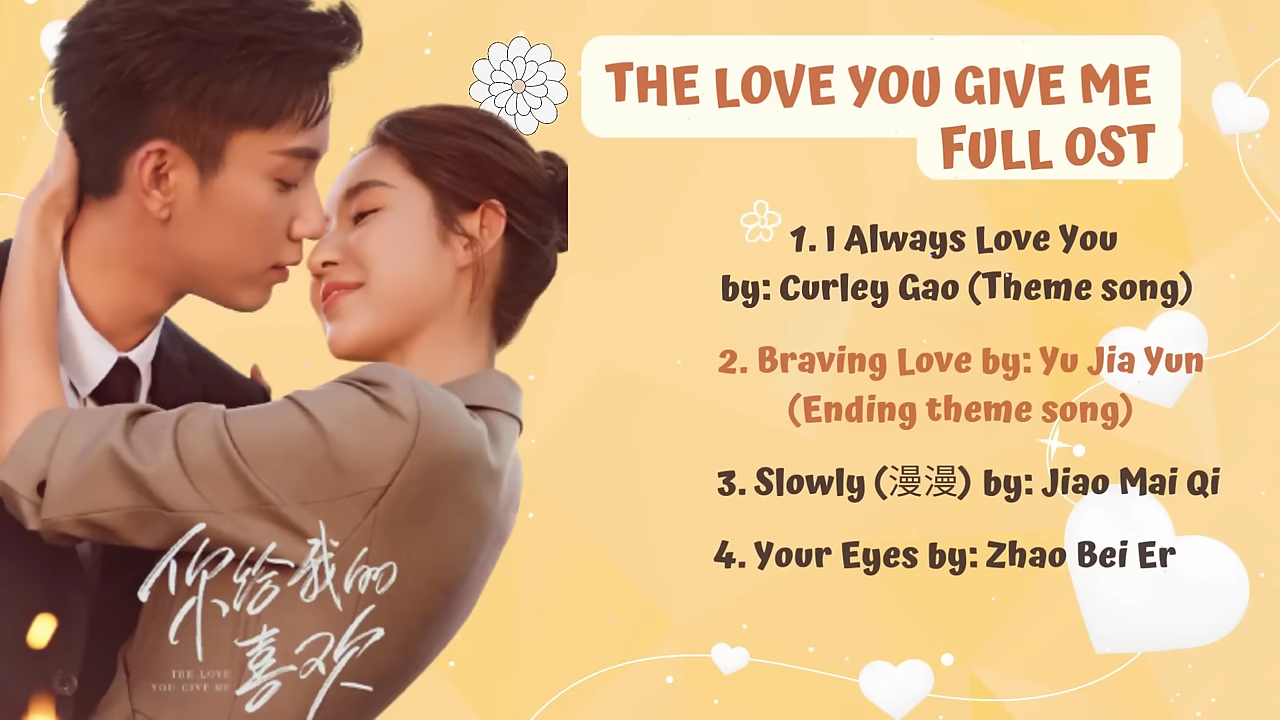 THE LOVE YOU GIVE ME
FULL OST
1. I Always Love You
by: Curley Gao (Theme song)
2. Braving Love by: Yu Jia Yun
(Ending theme song)
3. Slowly (漫漫) by: Jiao Mai Qi
4. Your Eyes by: Zhao Bei Er
你给我的
喜欢
THE LOVE
YOU GIVE ME